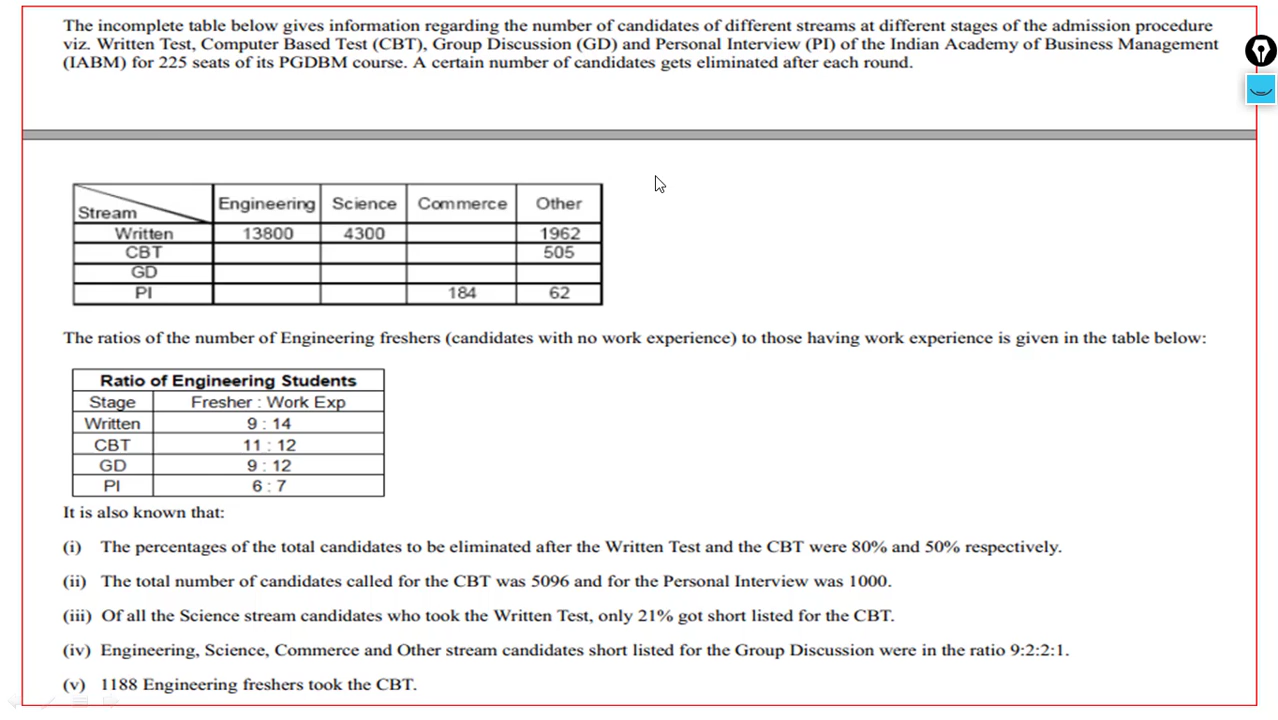 The incomplete table below gives information regarding the number of candidates of different streams at different stages of the admission procedure
viz. Written Test, Computer Based Test (CBT), Group Discussion (GD) and Personal Interview (PI) of the Indian Academy of Business Management
(IABM) for 225 seats of its PGDBM course. A certain number of candidates gets eliminated after each round.
Stream Engineering Science Commerce Other
Written 13800 4300 1962
CBT 505
GD
PI 184 62
The ratios of the number of Engineering freshers (candidates with no work experience) to those having work experience is given in the table below:
Ratio of Engineering Students
Stage Fresher : Work Exp
Written 9 : 14
CBT 11 : 12
GD 9 : 12
PI 6 : 7
It is also known that:
(i) The percentages of the total candidates to be eliminated after the Written Test and the CBT were 80% and 50% respectively.
(ii) The total number of candidates called for the CBT was 5096 and for the Personal Interview was 1000.
(iii) Of all the Science stream candidates who took the Written Test, only 21% got short listed for the CBT.
(iv) Engineering, Science, Commerce and Other stream candidates short listed for the Group Discussion were in the ratio 9:2:2:1.
(v) 1188 Engineering freshers took the CBT.